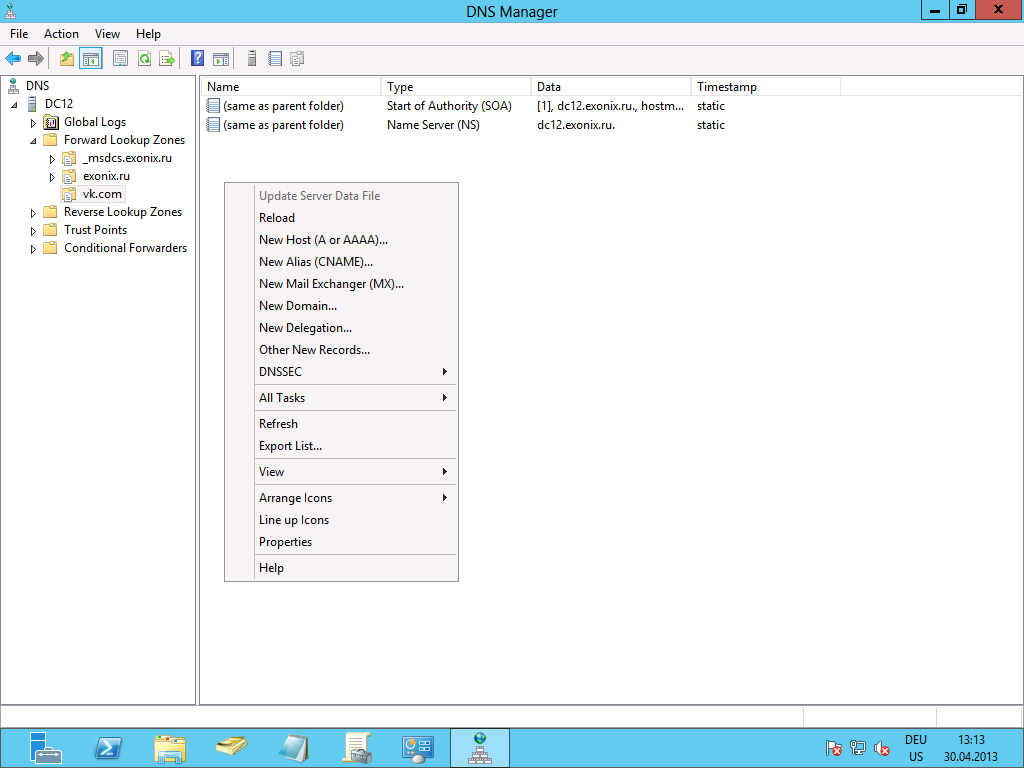 DNS Manager
File Action View Help
DNS
DC12
Global Logs
Forward Lookup Zones
_msdcs.exonix.ru
exonix.ru
vk.com
Reverse Lookup Zones
Trust Points
Conditional Forwarders
Name Type Data Timestamp
(same as parent folder) Start of Authority (SOA) [1], dc12.exonix.ru., hostm... static
(same as parent folder) Name Server (NS) dc12.exonix.ru. static
Update Server Data File
Reload
New Host (A or AAAA)...
New Alias (CNAME)...
New Mail Exchanger (MX)...
New Domain...
New Delegation...
Other New Records...
DNSSEC
All Tasks
Refresh
Export List...
View
Arrange Icons
Line up Icons
Properties
Help
DEU 13:13
US 30.04.2013